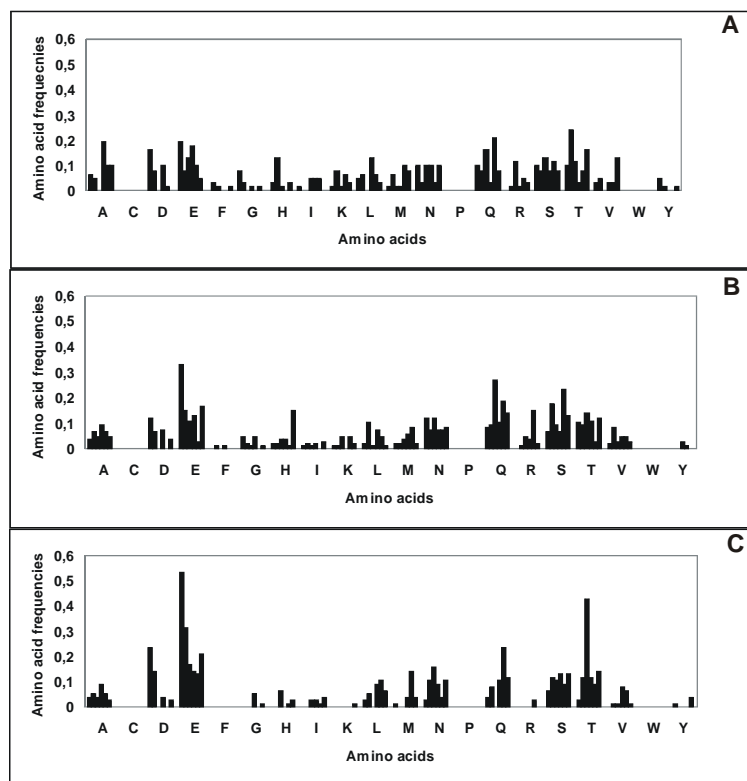 A
Amino acid frequecnies
0,6
0,5
0,4
0,3
0,2
0,1
0
A C D E F G H I K L M N P Q R S T V W Y
Amino acids
B
Amino acid frequencies
0,6
0,5
0,4
0,3
0,2
0,1
0
A C D E F G H I K L M N P Q R S T V W Y
Amino acids
C
Amino acid frequencies
0,6
0,5
0,4
0,3
0,2
0,1
0
A C D E F G H I K L M N P Q R S T V W Y
Amino acids